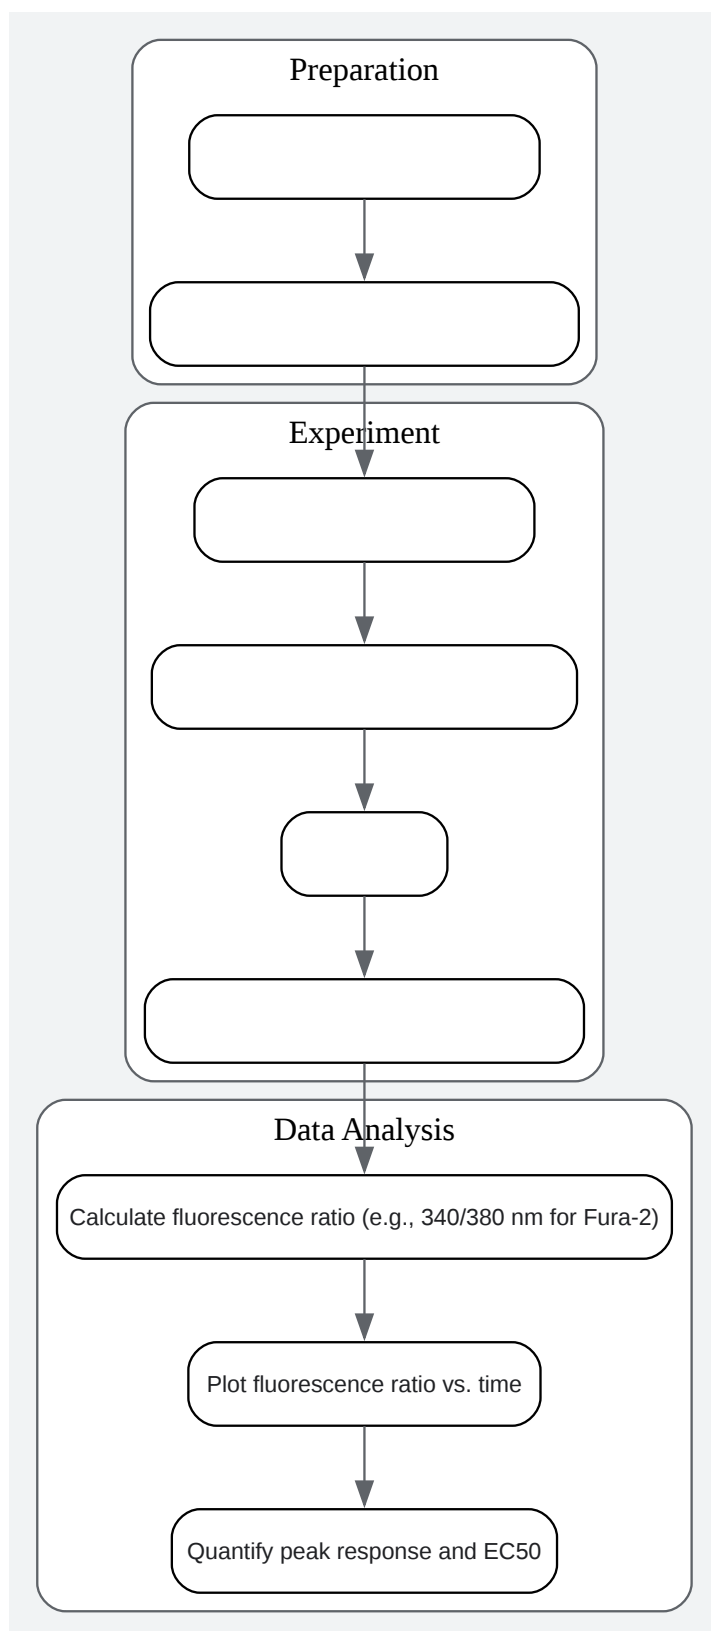 Preparation
Experiment
Data Analysis
Calculate fluorescence ratio (e.g., 340/380 nm for Fura-2)
Plot fluorescence ratio vs. time
Quantify peak response and EC50